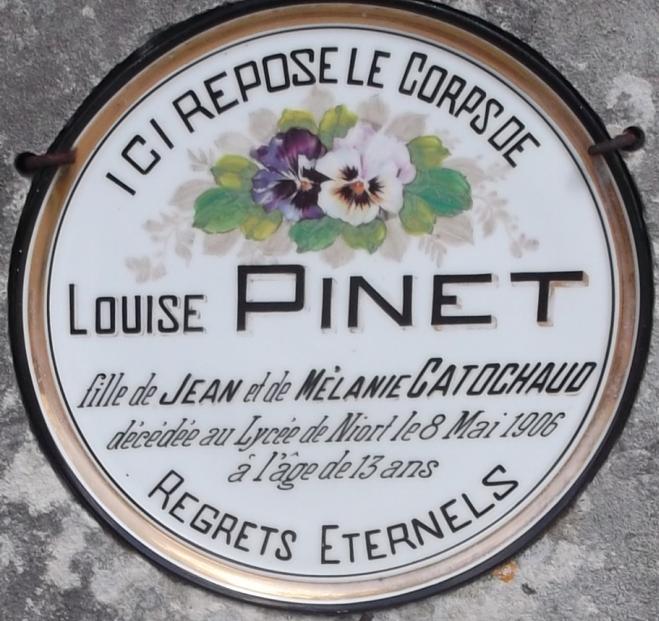 ICI REPOSE LE CORPS DE
LOUISE PINET
fille de JEAN et de MÉLANIE CATOCHAUD
décédée au Lycée de Niort le 8 Mai 1906
à l'âge de 13 ans
REGRETS ETERNELS